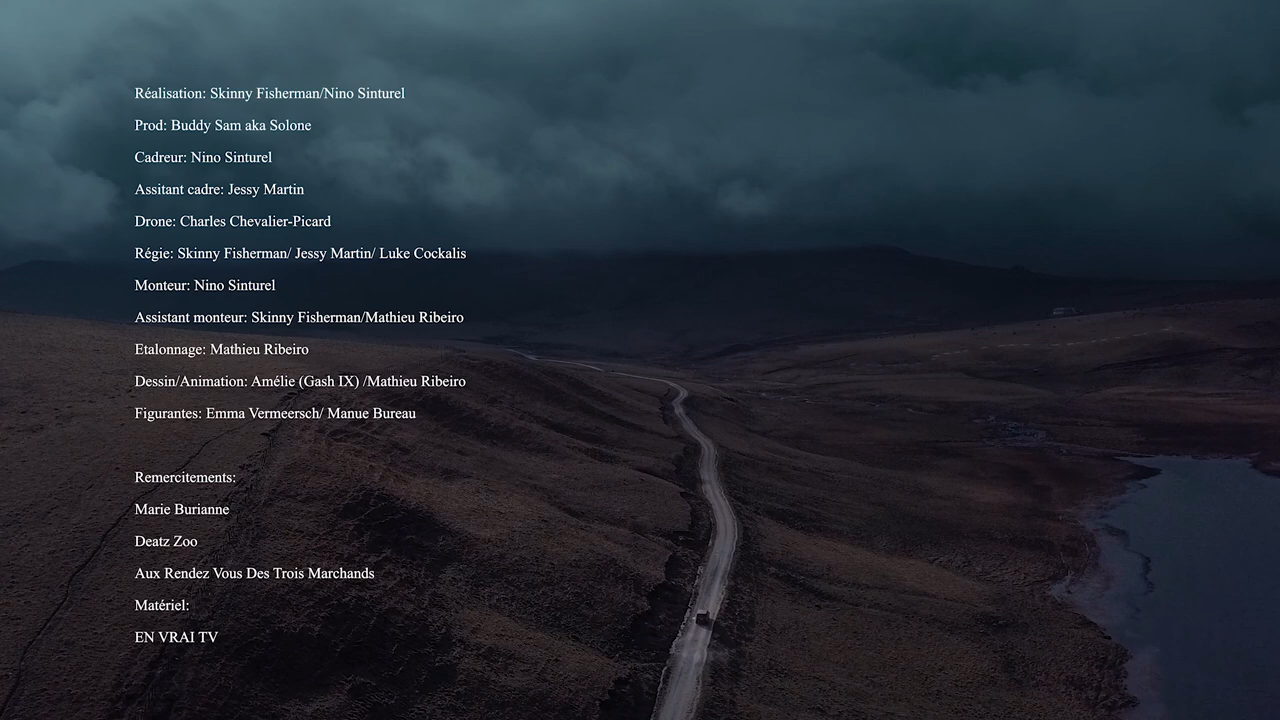 Réalisation: Skinny Fisherman/Nino Sinturel
Prod: Buddy Sam aka Solone
Cadreur: Nino Sinturel
Assitant cadre: Jessy Martin
Drone: Charles Chevalier-Picard
Régie: Skinny Fisherman/ Jessy Martin/ Luke Cockalis
Monteur: Nino Sinturel
Assistant monteur: Skinny Fisherman/Mathieu Ribeiro
Etalonnage: Mathieu Ribeiro
Dessin/Animation: Amélie (Gash IX) /Mathieu Ribeiro
Figurantes: Emma Vermeersch/ Manue Bureau
Remercitements:
Marie Burianne
Deatz Zoo
Aux Rendez Vous Des Trois Marchands
Matériel:
EN VRAI TV